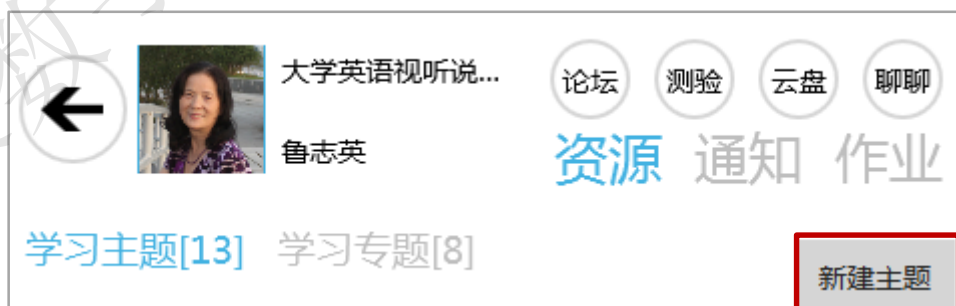 大学英语视听说...
鲁志英
论坛 测验 云盘 聊聊
资源 通知 作业
学习主题[13] 学习专题[8]
新建主题